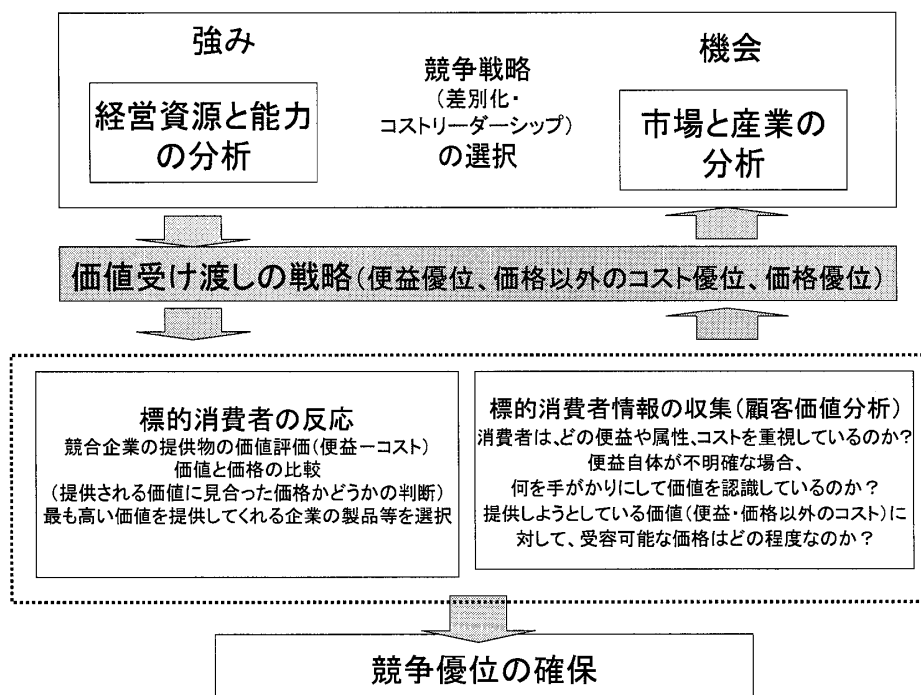 強み
経営資源と能力
の分析
競争戦略
(差別化・
コストリーダーシップ)
の選択
機会
市場と産業の
分析
価値受け渡しの戦略(便益優位、価格以外のコスト優位、価格優位)
標的消費者の反応
競合企業の提供物の価値評価(便益ーコスト)
価値と価格の比較
(提供される価値に見合った価格かどうかの判断)
最も高い価値を提供してくれる企業の製品等を選択
標的消費者情報の収集(顧客価値分析)
消費者は、どの便益や属性、コストを重視しているのか?
便益自体が不明確な場合、
何を手がかりにして価値を認識しているのか?
提供しようとしている価値(便益・価格以外のコスト)に
対して、受容可能な価格はどの程度なのか?
競争優位の確保